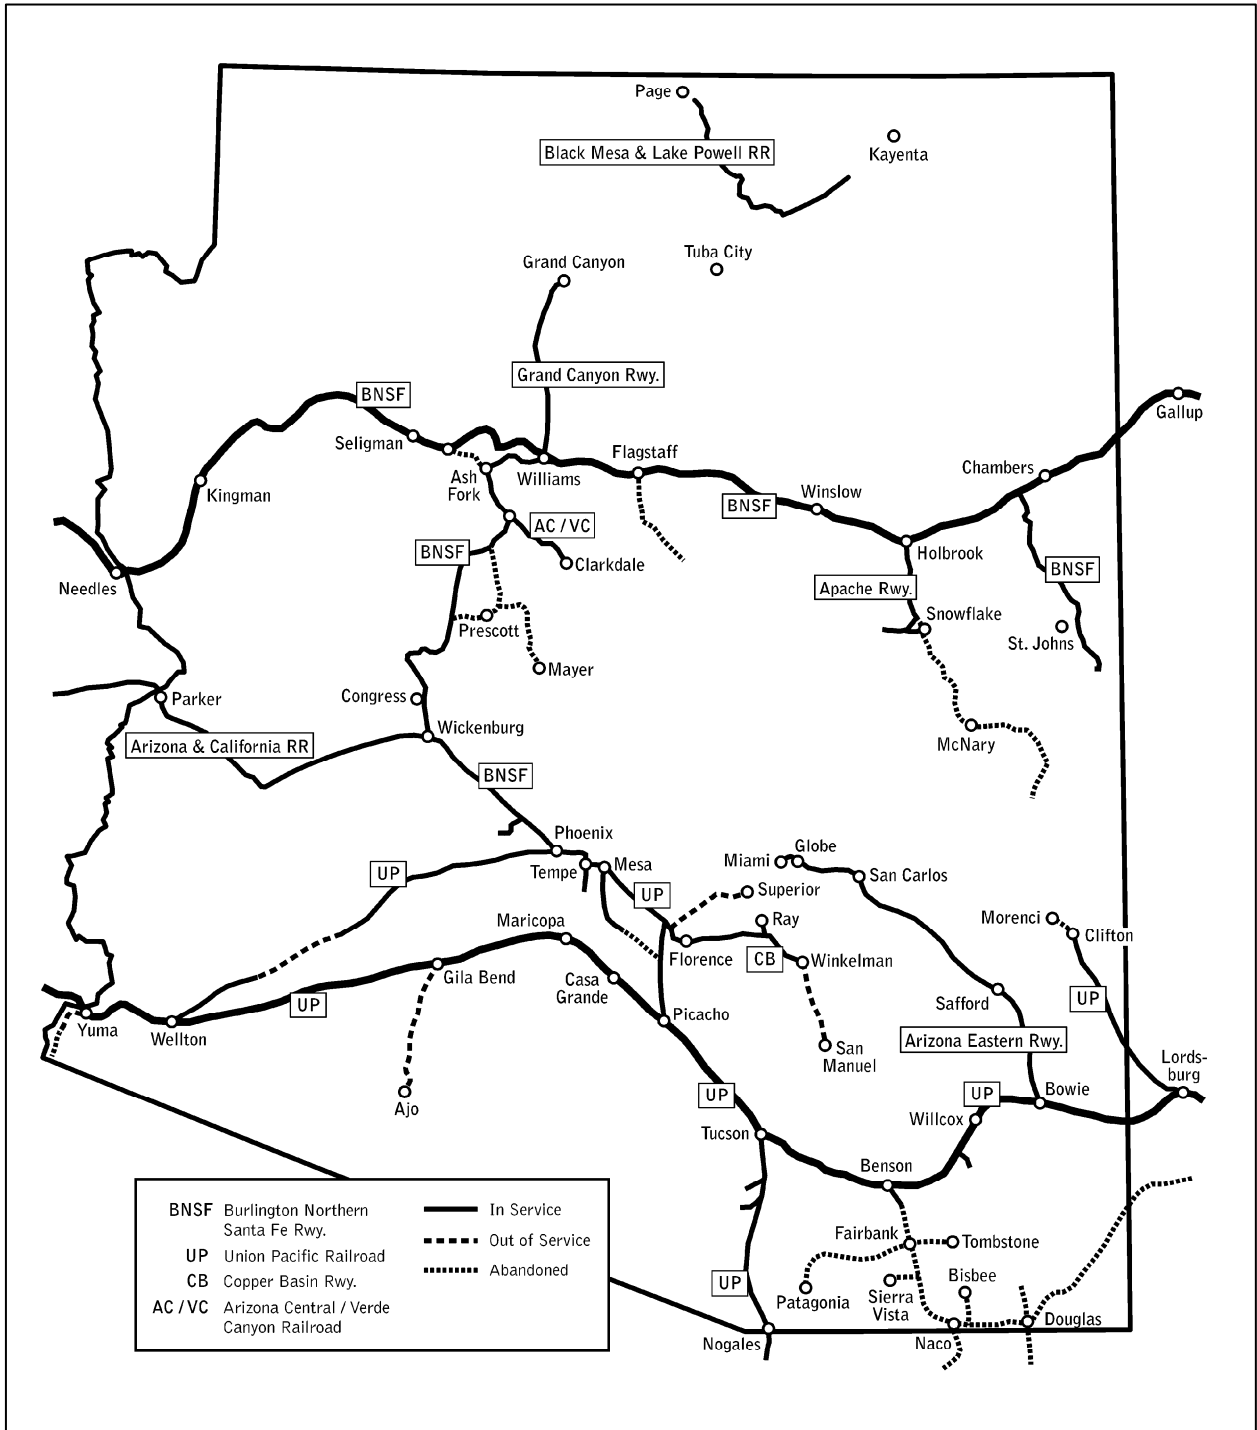 Page
Black Mesa & Lake Powell RR
Kayenta
Tuba City
Grand Canyon
Grand Canyon Rwy.
BNSF
Gallup
Seligman
Flagstaff
Chambers
Ash
Fork
Williams
Kingman
BNSF
Winslow
AC / VC
Holbrook
BNSF
Clarkdale
BNSF
Needles
Apache Rwy.
Snowflake
Prescott
St. Johns
Mayer
Parker
Congress
Wickenburg
McNary
Arizona & California RR
BNSF
Phoenix
Tempe
Mesa
Miami
Globe
UP
San Carlos
UP
Superior
Maricopa
Ray
Morenci
Clifton
Florence
CB
Winkelman
Gila Bend
Casa
Grande
UP
Safford
UP
Yuma
Wellton
Picacho
Arizona Eastern Rwy.
San
Manuel
Lords-
burg
Ajo
UP
UP
Bowie
Willcox
Tucson
Benson
Fairbank
Tombstone
UP
Patagonia
Sierra
Vista
Bisbee
Nogales
Naco
Douglas
BNSF Burlington Northern
Santa Fe Rwy.
UP Union Pacific Railroad
CB Copper Basin Rwy.
AC / VC Arizona Central / Verde
Canyon Railroad
In Service
Out of Service
Abandoned